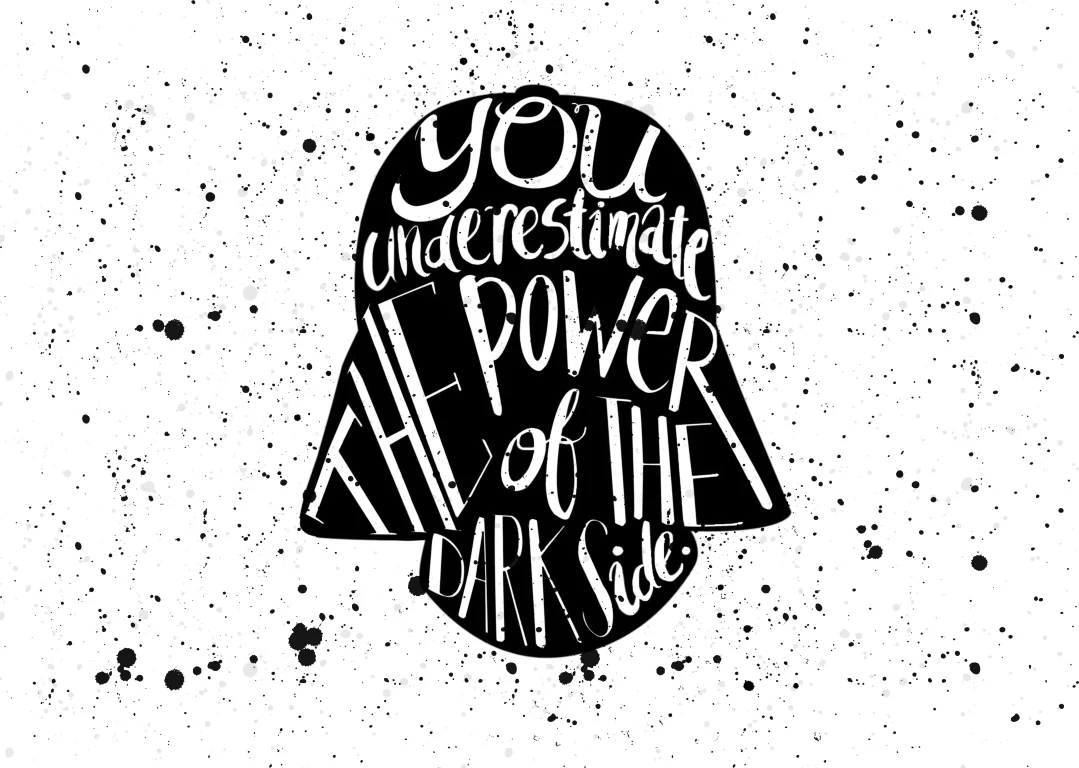 you
underestimate
THE POWER
of THE
DARK Side.